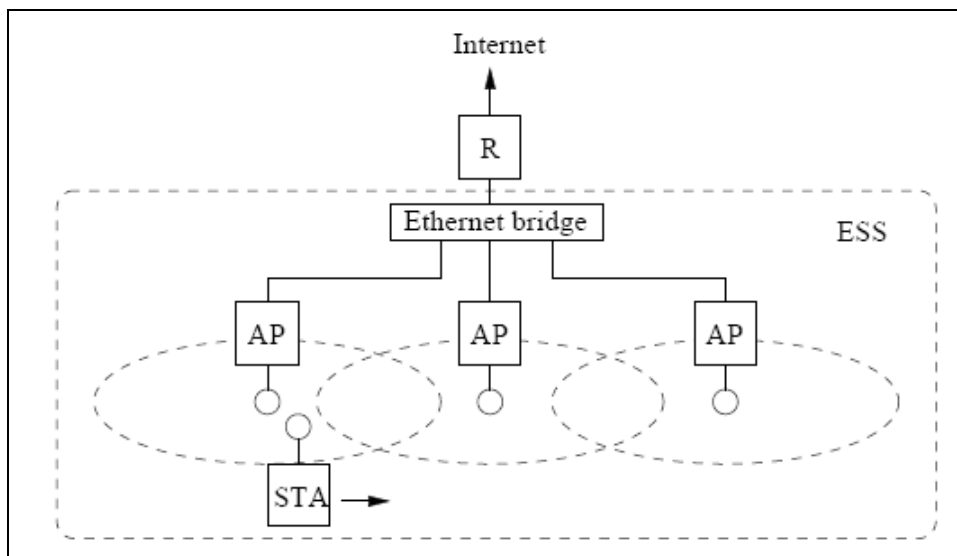 Internet
R
Ethernet bridge
ESS
AP
AP
AP
STA